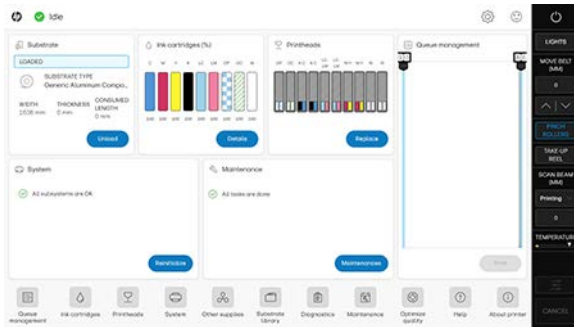 Idle
Substrate
LOADED
SUBSTRATE TYPE
Generic Aluminum Compo..
WIDTH
THICKNESS
CONSUMED LENGTH
0 mm
0 mm
Unload
Ink cartridges (%)
Details
Printheads
Replace
Queue management
System
All subsystems are OK
Reinitialize
Maintenance
All tasks are done
Maintenances
Print
Queue management
Ink cartridges
Printheads
System
Other supplies
Substrate Library
Diagnostics
Maintenance
Optimize quality
Help
About printer
LIGHTS
MOVE BELT (MM)
0
PINCH ROLLERS
TAKE-UP REEL
SCAN BEAM (MM)
Printing
0
TEMPERATURE
CANCEL